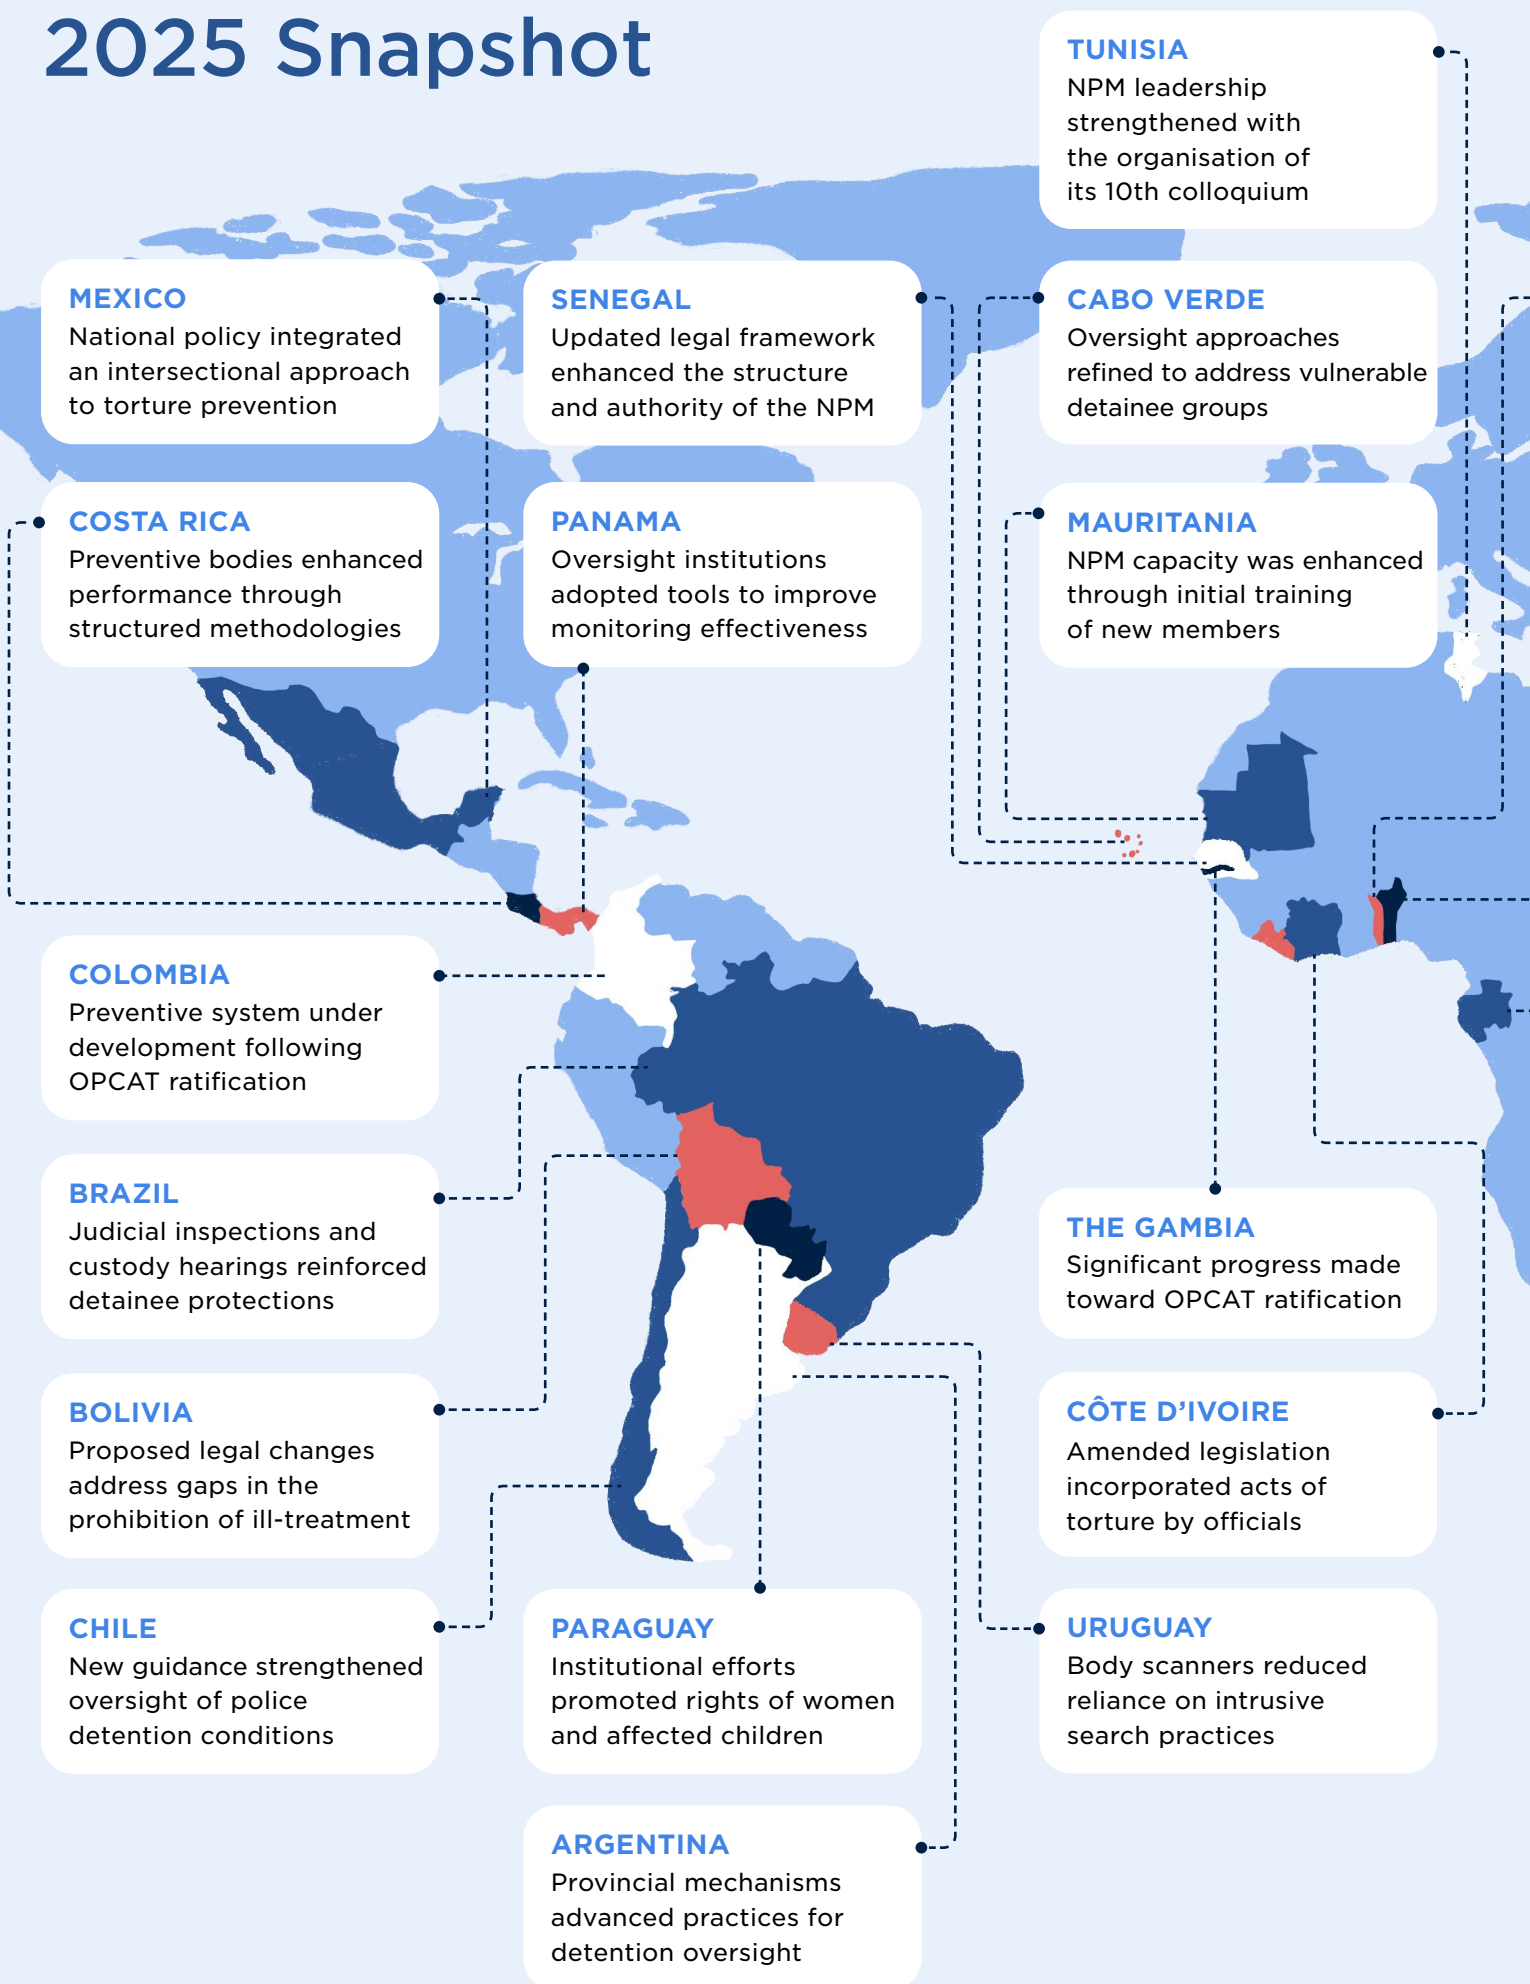 2025 Snapshot
TUNISIA
NPM leadership
strengthened with
the organisation of
its 10th colloquium
MEXICO
National policy integrated
an intersectional approach
to torture prevention
SENEGAL
Updated legal framework
enhanced the structure
and authority of the NPM
CABO VERDE
Oversight approaches
refined to address vulnerable
detainee groups
COSTA RICA
Preventive bodies enhanced
performance through
structured methodologies
PANAMA
Oversight institutions
adopted tools to improve
monitoring effectiveness
MAURITANIA
NPM capacity was enhanced
through initial training
of new members
COLOMBIA
Preventive system under
development following
OPCAT ratification
BRAZIL
Judicial inspections and
custody hearings reinforced
detainee protections
THE GAMBIA
Significant progress made
toward OPCAT ratification
BOLIVIA
Proposed legal changes
address gaps in the
prohibition of ill-treatment
CÔTE D’IVOIRE
Amended legislation
incorporated acts of
torture by officials
CHILE
New guidance strengthened
oversight of police
detention conditions
PARAGUAY
Institutional efforts
promoted rights of women
and affected children
URUGUAY
Body scanners reduced
reliance on intrusive
search practices
ARGENTINA
Provincial mechanisms
advanced practices for
detention oversight